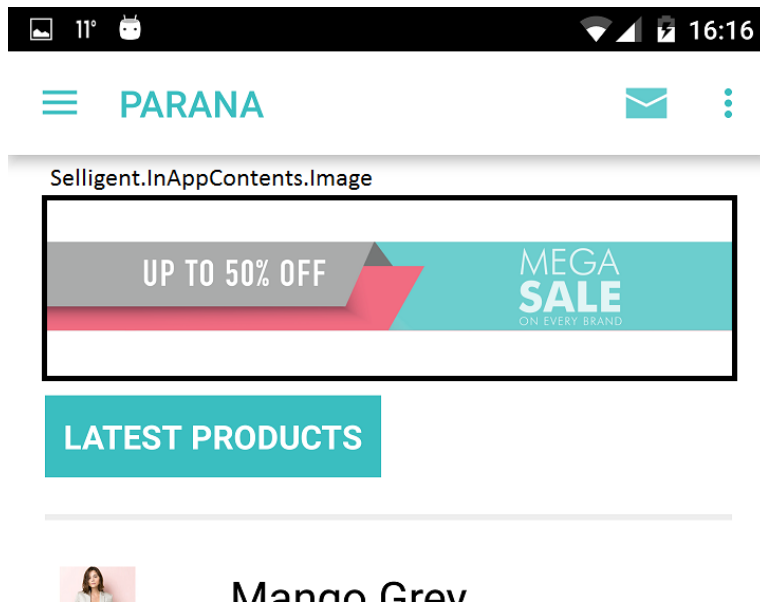 11° 16:16
PARANA
Selligent.InAppContents.Image
UP TO 50% OFF
MEGA
SALE
ON EVERY BRAND
LATEST PRODUCTS
Mango Grey